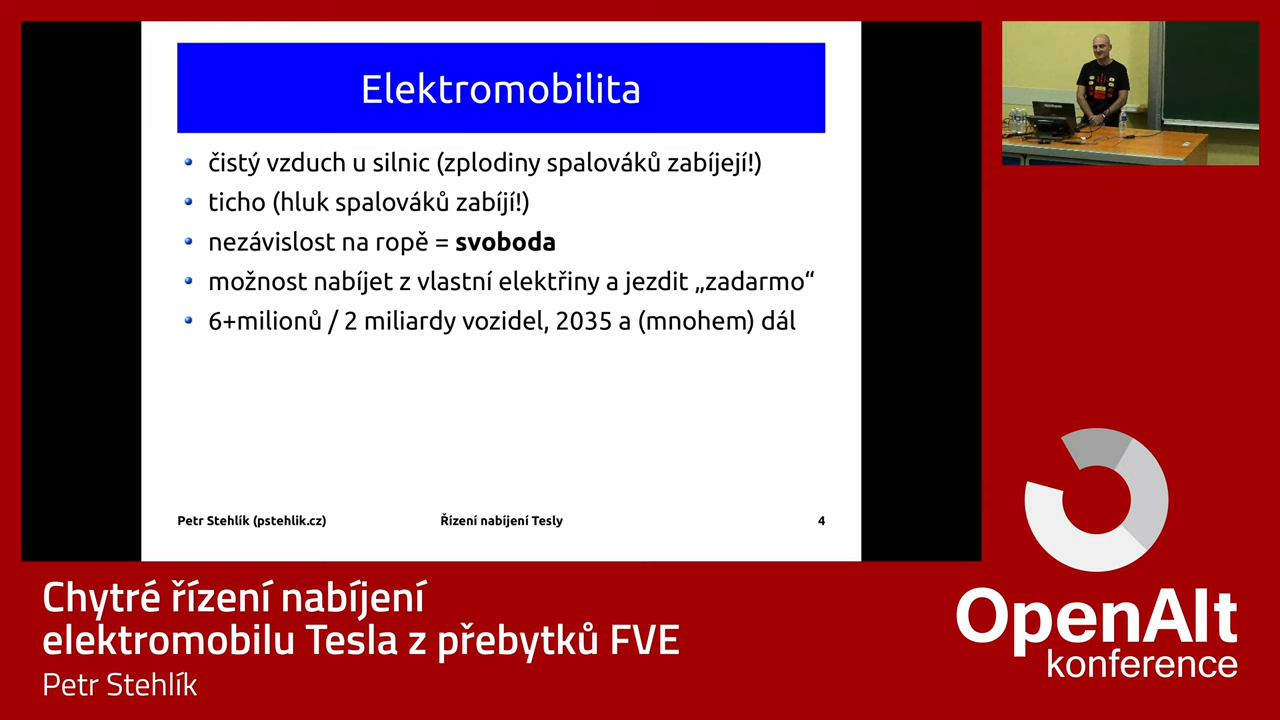 Elektromobilita
čistý vzduch u silnic (zplodiny spalováků zabíjejí!)
ticho (hluk spalováků zabíjí!)
nezávislost na ropě = svoboda
možnost nabíjet z vlastní elektřiny a jezdit „zadarmo“
6+milionů / 2 miliardy vozidel, 2035 a (mnohem) dál
Petr Stehlík (pstehlik.cz)
Řízení nabíjení Tesly
4
Chytré řízení nabíjení
elektromobilu Tesla z přebytků FVE
Petr Stehlík
OpenAlt
konference